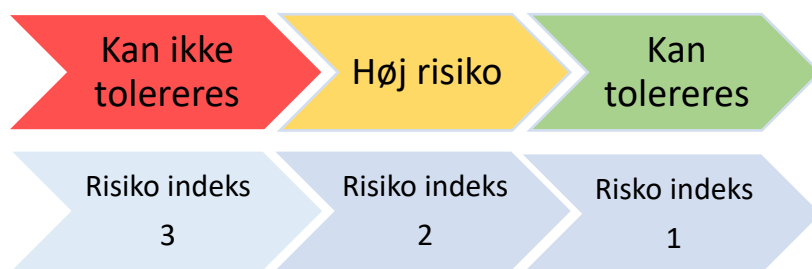 Kan ikke
tolereres
Høj risiko
Kan
tolereres
Risiko indeks
3
Risiko indeks
2
Risko indeks
1